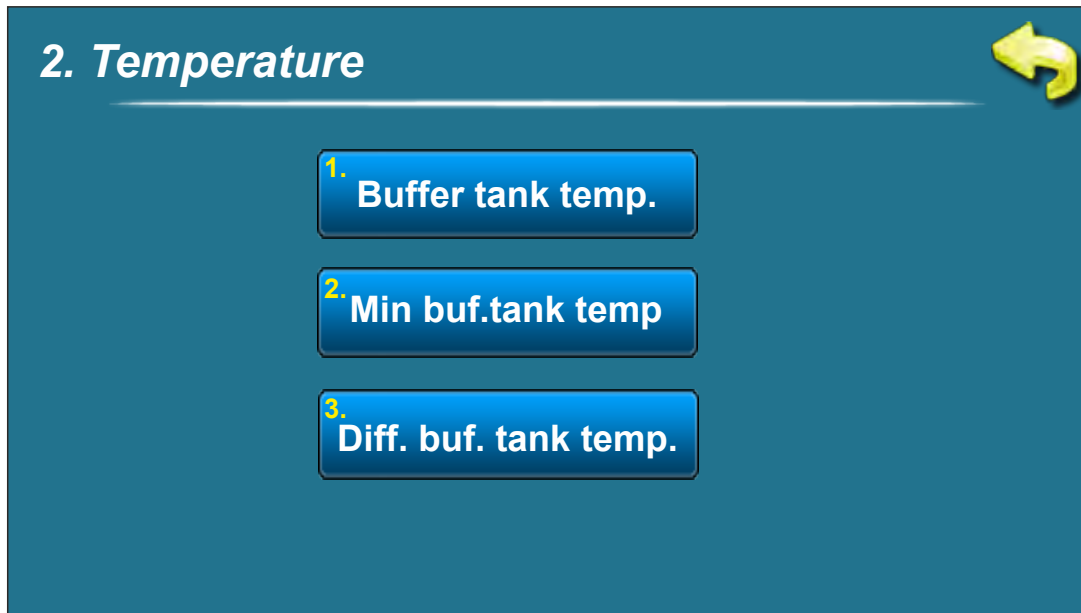 2. Temperature
1.
Buffer tank temp.
2.
Min buf.tank temp
3.
Diff. buf. tank temp.